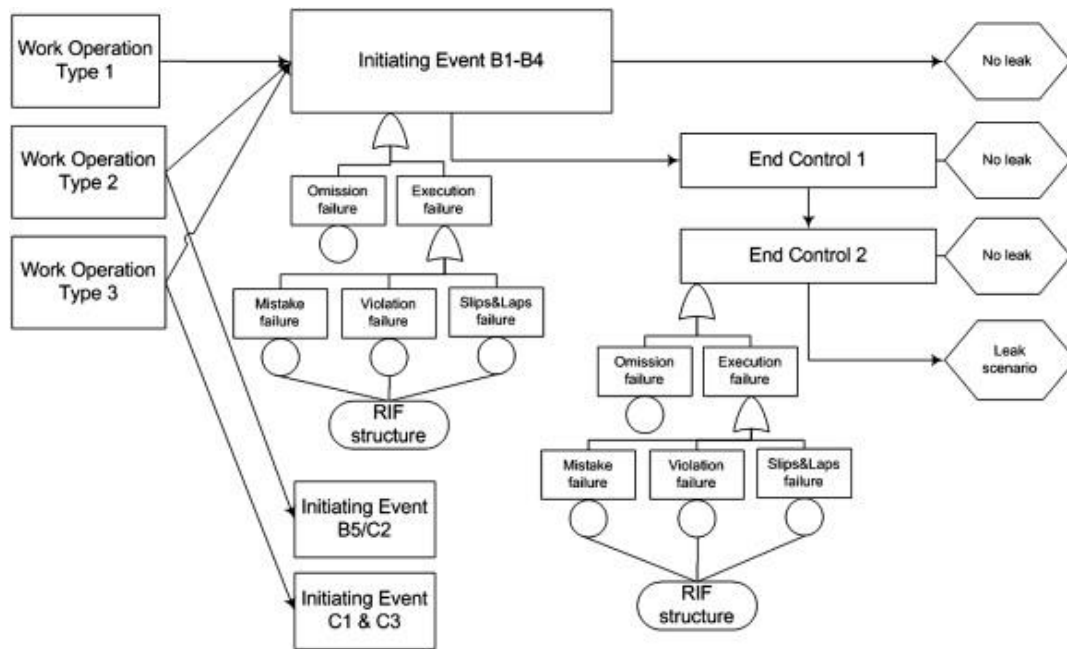 Work Operation
Type 1
Initiating Event B1-B4
No leak
Work Operation
Type 2
End Control 1
No leak
Omission
failure
Execution
failure
Work Operation
Type 3
End Control 2
No leak
Mistake
failure
Violation
failure
Slips&Laps
failure
Omission
failure
Execution
failure
Leak
scenario
RIF
structure
Mistake
failure
Violation
failure
Slips&Laps
failure
Initiating Event
B5/C2
Initiating Event
C1 & C3
RIF
structure